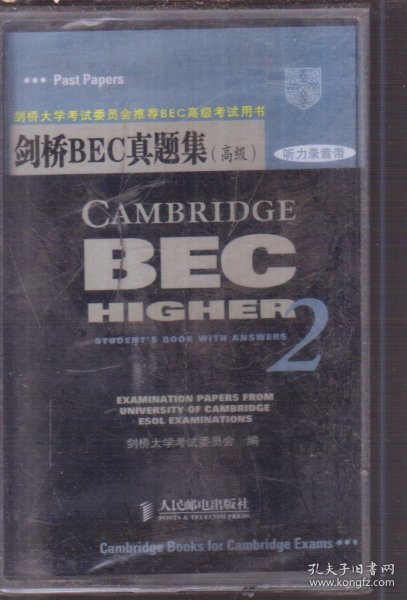 ••• Past Papers
剑桥大学考试委员会推荐BEC高级考试用书
剑桥BEC真题集(高级)
听力录音带
CAMBRIDGE
BEC
HIGHER 2
STUDENT'S BOOK WITH ANSWERS
EXAMINATION PAPERS FROM
UNIVERSITY OF CAMBRIDGE
ESOL EXAMINATIONS
剑桥大学考试委员会 编
人民邮电出版社
POSTS & TELECOM PRESS
Cambridge Books for Cambridge Exams •••
孔夫子旧书网
www.kongfz.com